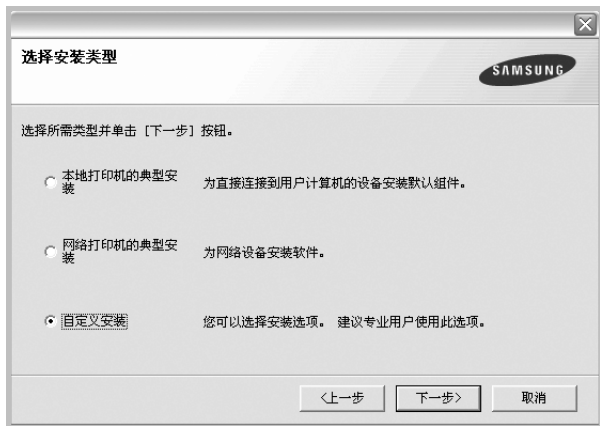 选择安装类型
SAMSUNG
选择所需类型并单击 [下一步] 按钮。
本地打印机的典型安
装
为直接连接到用户计算机的设备安装默认组件。
网络打印机的典型安
装
为网络设备安装软件。
自定义安装
您可以选择安装选项。 建议专业用户使用此选项。
<上一步
下一步>
取消